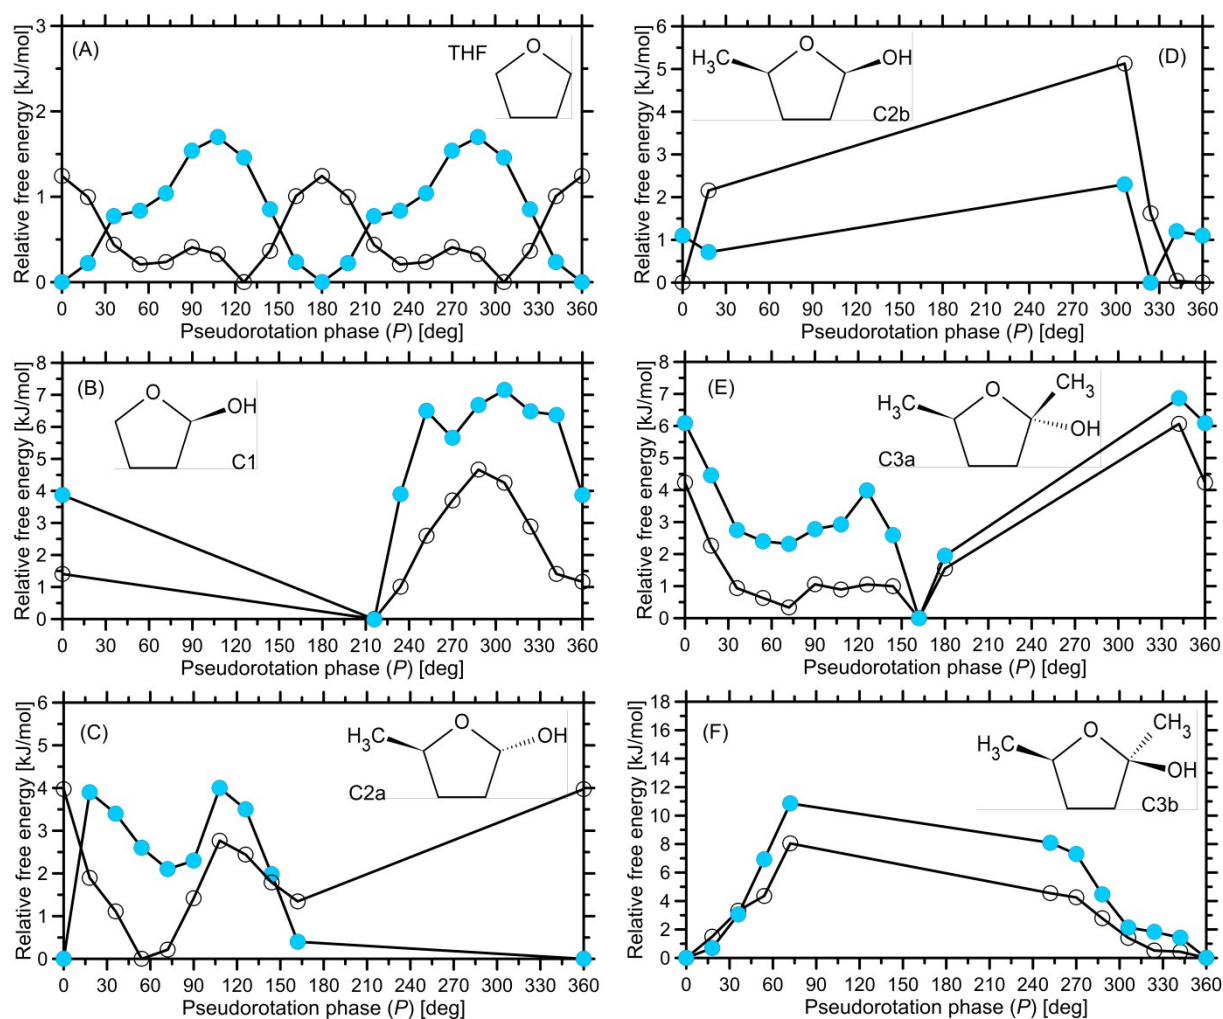 (A)
THF
O
Relative free energy [kJ/mol]
3
2
1
0
0 30 60 90 120 150 180 210 240 270 300 330 360
Pseudorotation phase (P) [deg]
(D)
H3C
O
OH
C2b
Relative free energy [kJ/mol]
6
5
4
3
2
1
0
0 30 60 90 120 150 180 210 240 270 300 330 360
Pseudorotation phase (P) [deg]
(B)
O
OH
C1
Relative free energy [kJ/mol]
8
7
6
5
4
3
2
1
0
0 30 60 90 120 150 180 210 240 270 300 330 360
Pseudorotation phase (P) [deg]
(E)
O
CH3
H3C
OH
C3a
Relative free energy [kJ/mol]
8
7
6
5
4
3
2
1
0
0 30 60 90 120 150 180 210 240 270 300 330 360
Pseudorotation phase (P) [deg]
(C)
O
H3C
OH
C2a
Relative free energy [kJ/mol]
6
5
4
3
2
1
0
0 30 60 90 120 150 180 210 240 270 300 330 360
Pseudorotation phase (P) [deg]
(F)
O
CH3
H3C
OH
C3b
Relative free energy [kJ/mol]
18
16
14
12
10
8
6
4
2
0
0 30 60 90 120 150 180 210 240 270 300 330 360
Pseudorotation phase (P) [deg]